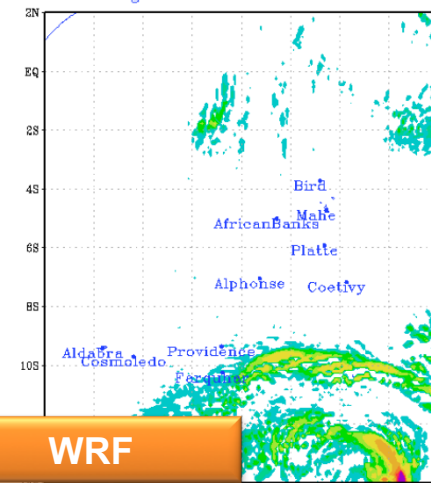 2N
EQ
2S
4S
Bird
Mahe
AfricanBanks
6S
Platte
Alphonse
Coetivy
8S
Aldabra
Providence
Cosmoledo
10S
Farquhar
WRF